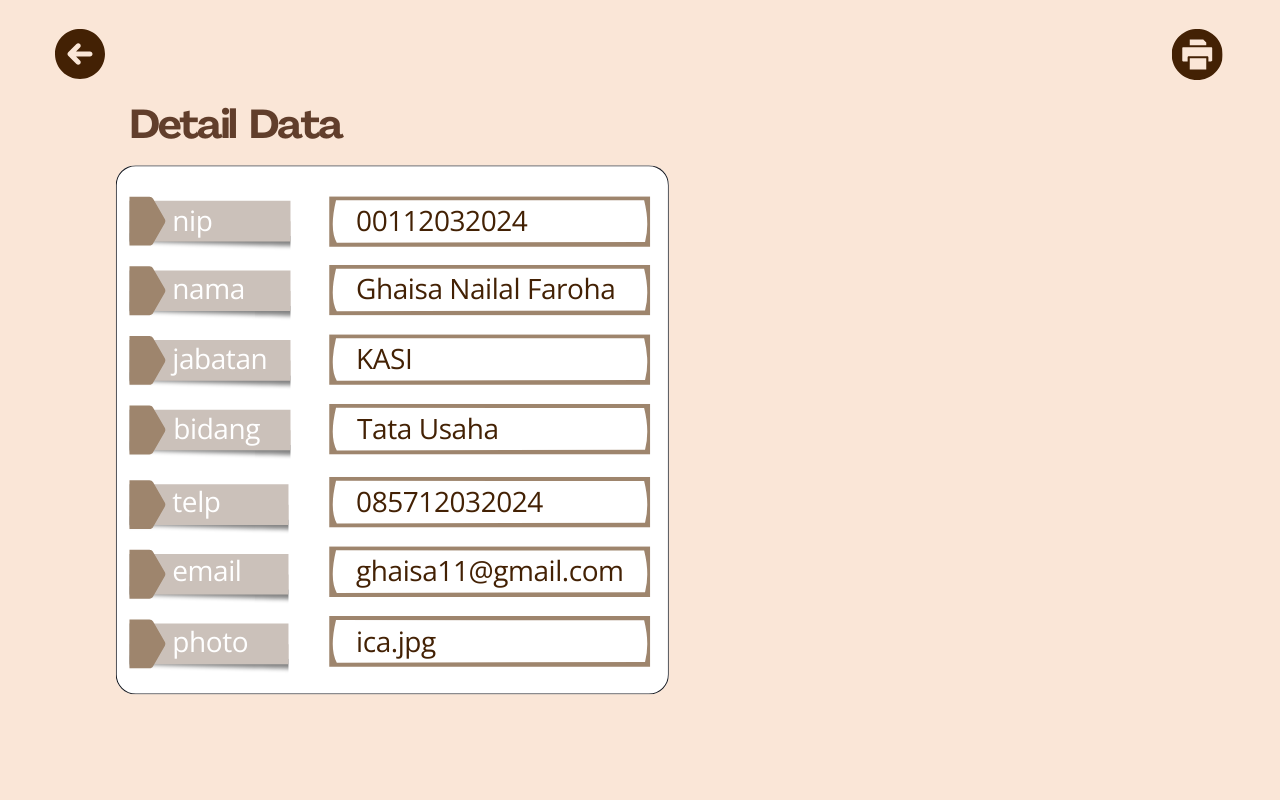 Detail Data
nip 00112032024
nama Ghaisa Nailal Faroha
jabatan KASI
bidang Tata Usaha
telp 085712032024
email ghaisa11@gmail.com
photo ica.jpg